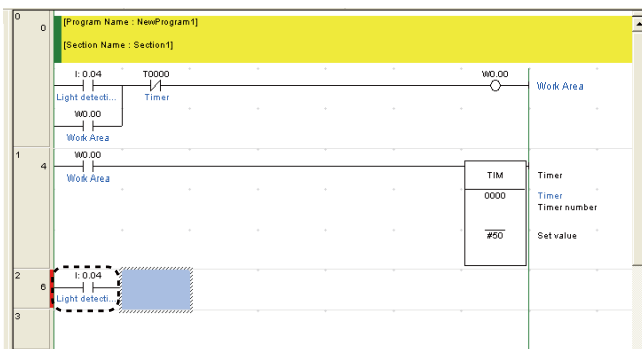 0
0
[Program Name : NewProgram1]
[Section Name : Section1]
I: 0.04 T0000 W0.00
Work Area
Light detecti... Timer
W0.00
Work Area
1
4
W0.00
Work Area
TIM Timer
0000 Timer
Timer number
#50 Set value
2
6
I: 0.04
Light detecti...
3